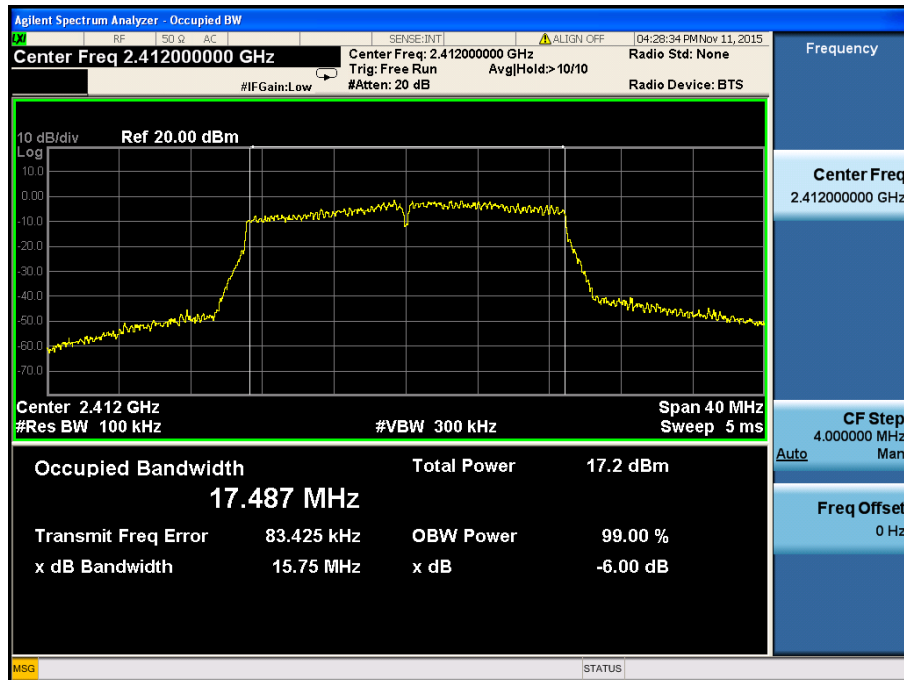 Agilent Spectrum Analyzer - Occupied BW
LXI RF 50 Ω AC SENSE:INT ALIGN OFF 04:28:34 PM Nov 11, 2015
Center Freq 2.412000000 GHz
Center Freq: 2.412000000 GHz Radio Std: None
Trig: Free Run Avg|Hold:>10/10
#IFGain:Low #Atten: 20 dB Radio Device: BTS
10 dB/div Ref 20.00 dBm
Log
10.0
0.00
-10.0
-20.0
-30.0
-40.0
-50.0
-60.0
-70.0
Center 2.412 GHz Span 40 MHz
#Res BW 100 kHz #VBW 300 kHz Sweep 5 ms
Occupied Bandwidth Total Power 17.2 dBm
17.487 MHz
Transmit Freq Error 83.425 kHz OBW Power 99.00 %
x dB Bandwidth 15.75 MHz x dB -6.00 dB
Frequency
Center Freq
2.412000000 GHz
CF Step
4.000000 MHz
Auto Man
Freq Offset
0 Hz
MSG STATUS